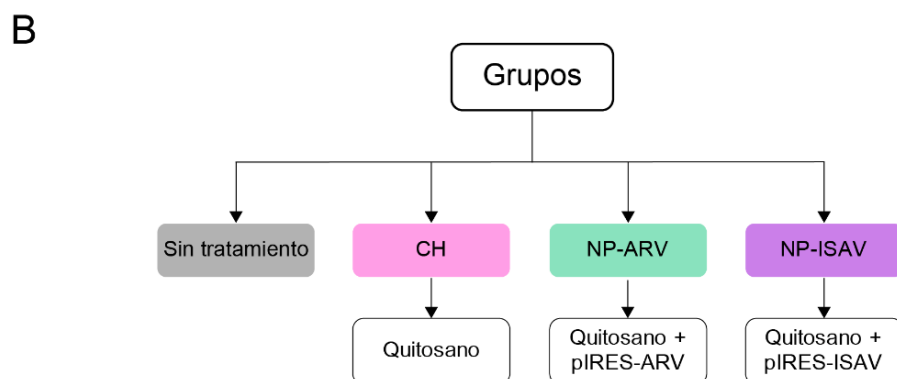 B
Grupos
Sin tratamiento
CH
NP-ARV
NP-ISAV
Quitosano
Quitosano +
pIRES-ARV
Quitosano +
pIRES-ISAV